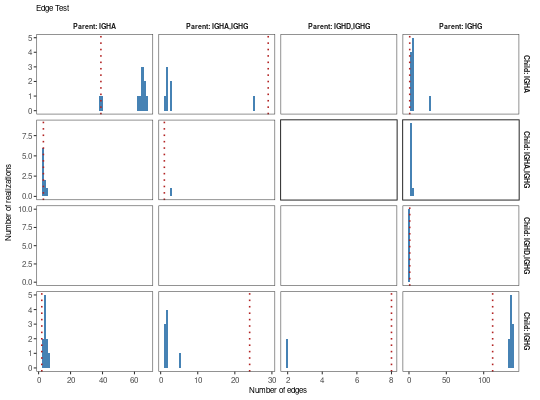 Edge Test
Parent: IGHA
Parent: IGHA,IGHG
Parent: IGHD,IGHG
Parent: IGHG
5
4
3
2
1
0
Child: IGHA
7.5
5.0
2.5
0.0
Child: IGHA,IGHG
10.0
7.5
5.0
2.5
0.0
Child: IGHD,IGHG
5
4
3
2
1
0
Child: IGHG
Number of realizations
0 20 40 60
0 10 20 30
2 4 6 8
0 50 100
Number of edges